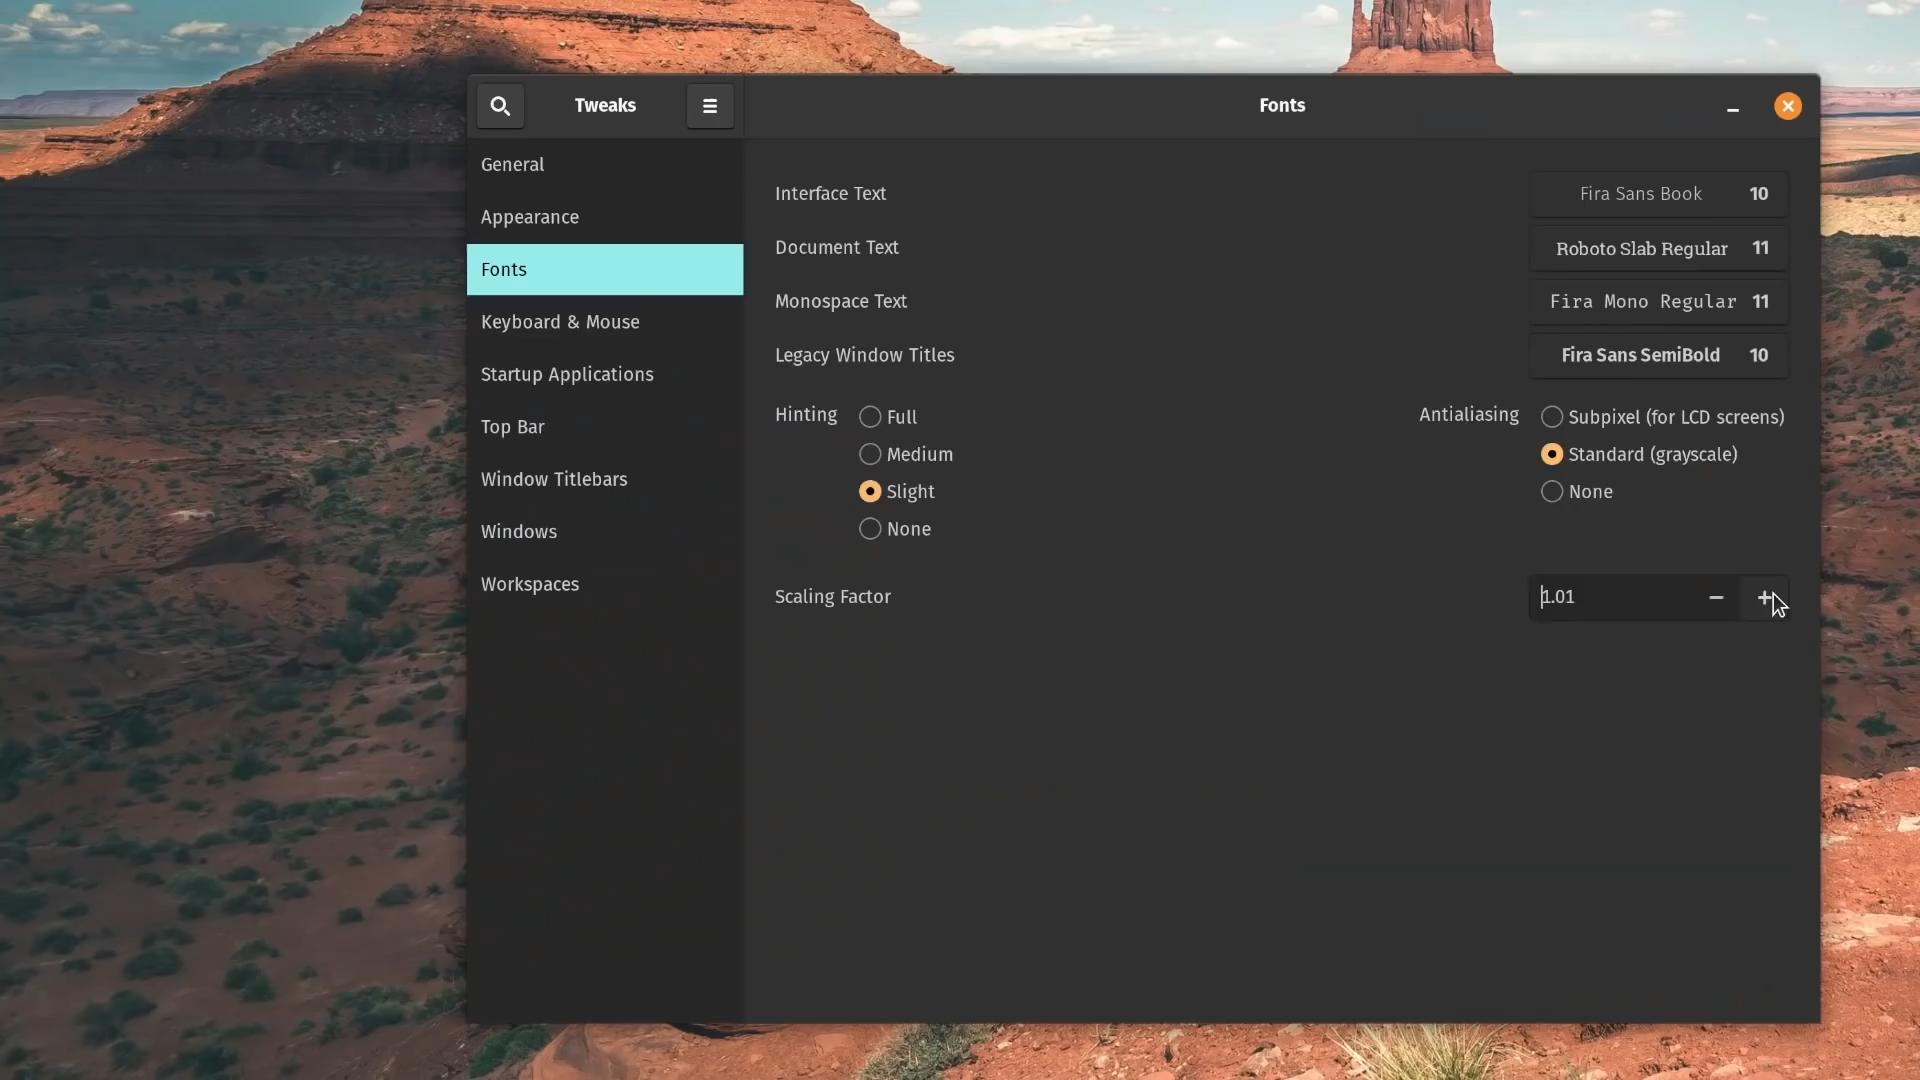 Tweaks
Fonts
General
Appearance
Fonts
Keyboard & Mouse
Startup Applications
Top Bar
Window Titlebars
Windows
Workspaces
Interface Text
Fira Sans Book 10
Document Text
Roboto Slab Regular 11
Monospace Text
Fira Mono Regular 11
Legacy Window Titles
Fira Sans SemiBold 10
Hinting
Full
Medium
Slight
None
Antialiasing
Subpixel (for LCD screens)
Standard (grayscale)
None
Scaling Factor
1.01